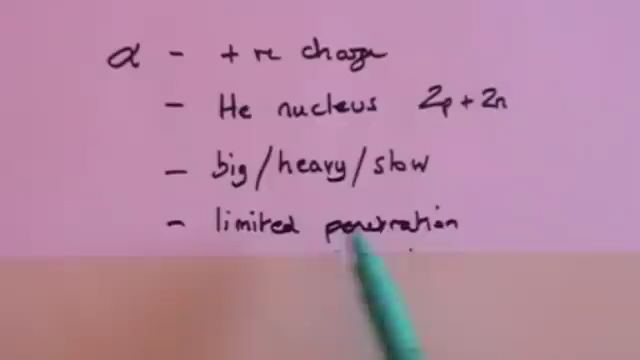 α - +ve charge
- He nucleus 2p + 2n
- big/heavy/slow
- limited penetration